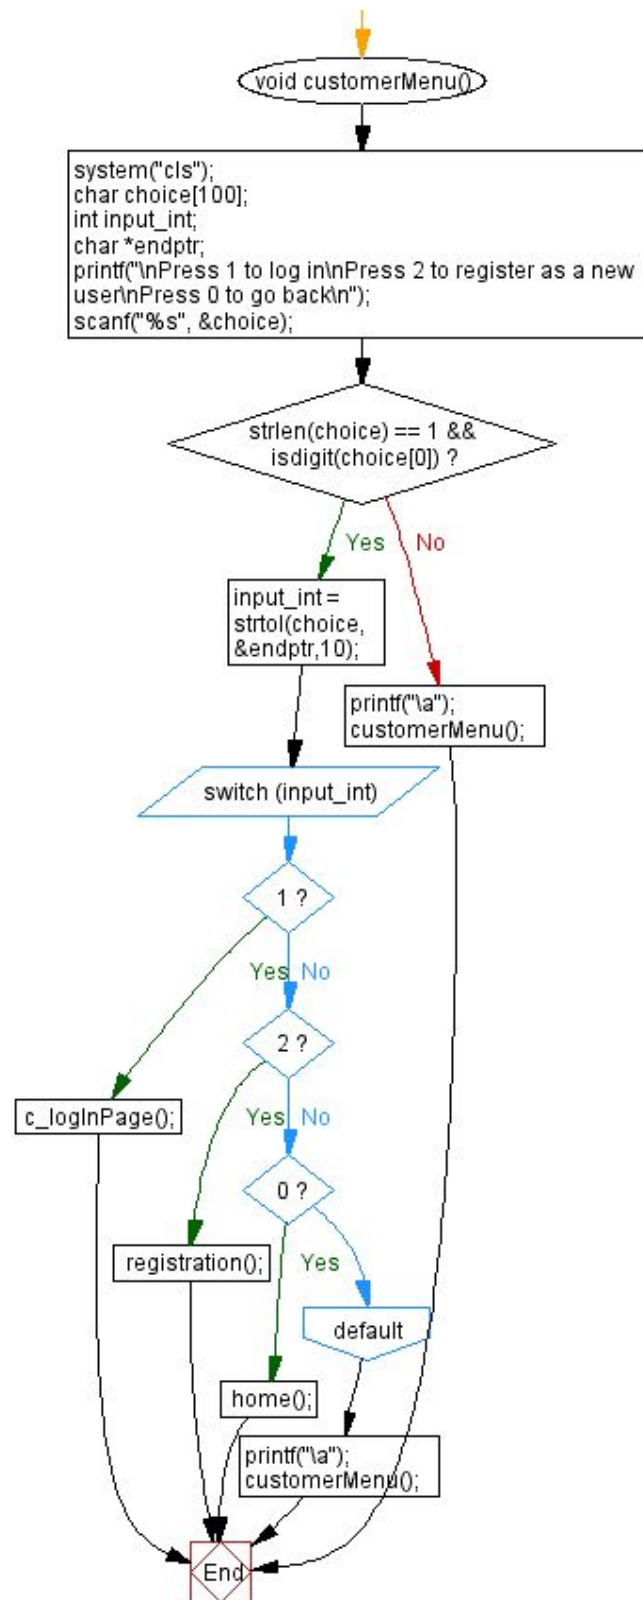 void customerMenu()
system("cls");
char choice[100];
int input_int;
char *endptr;
printf("\nPress 1 to log in\nPress 2 to register as a new
user\nPress 0 to go back\n");
scanf("%s", &choice);
strlen(choice) == 1 &&
isdigit(choice[0]) ?
Yes
No
input_int =
strtol(choice,
&endptr,10);
printf("\a");
customerMenu();
switch (input_int)
1 ?
Yes
No
2 ?
c_logInPage();
Yes
No
0 ?
registration();
Yes
default
home();
printf("\a");
customerMenu();
End